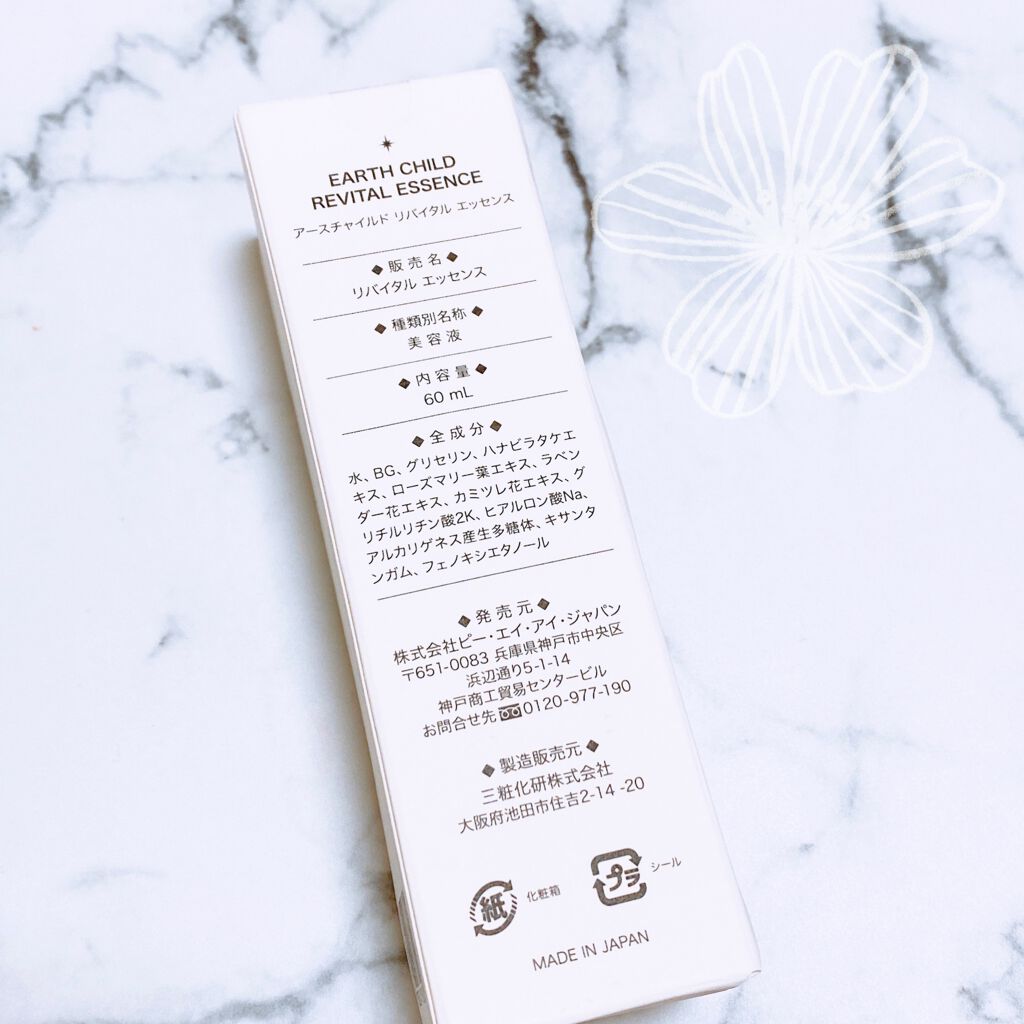 EARTH CHILD
REVITAL ESSENCE
アースチャイルド リバイタル エッセンス
◆ 販売名 ◆
リバイタル エッセンス
◆ 種類別名称 ◆
美容液
◆ 内容量 ◆
60 mL
◆ 全成分 ◆
水、BG、グリセリン、ハナビラタケエ
キス、ローズマリー葉エキス、ラベン
ダー花エキス、カミツレ花エキス、グ
リチルリチン酸2K、ヒアルロン酸Na、
アルカリゲネス産生多糖体、キサンタ
ンガム、フェノキシエタノール
◆ 発売元 ◆
株式会社ピー・エイ・アイ・ジャパン
〒651-0083 兵庫県神戸市中央区
浜辺通り5-1-14
神戸商工貿易センタービル
お問合せ先 0120-977-190
◆ 製造販売元 ◆
三粧化研株式会社
大阪府池田市住吉2-14 -20
紙 化粧箱
プラ シール
MADE IN JAPAN